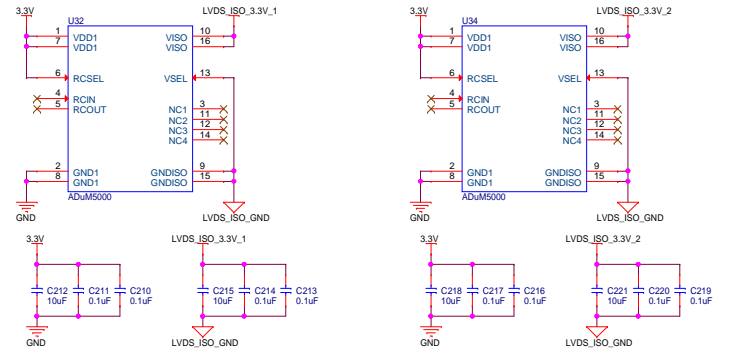 3.3V
LVDS_ISO_3.3V_1
U32
1 VDD1 VISO 10
7 VDD1 VISO 16
6 RCSEL VSEL 13
4 RCIN
5 RCOUT NC1 3
NC2 11
NC3 12
NC4 14
2 GND1 GNDISO 9
8 GND1 GNDISO 15
ADuM5000
GND
LVDS_ISO_GND
3.3V
LVDS_ISO_3.3V_2
U34
1 VDD1 VISO 10
7 VDD1 VISO 16
6 RCSEL VSEL 13
4 RCIN
5 RCOUT NC1 3
NC2 11
NC3 12
NC4 14
2 GND1 GNDISO 9
8 GND1 GNDISO 15
ADuM5000
GND
LVDS_ISO_GND
3.3V
C212 C211 C210
10uF 0.1uF 0.1uF
GND
LVDS_ISO_3.3V_1
C215 C214 C213
10uF 0.1uF 0.1uF
LVDS_ISO_GND
3.3V
C218 C217 C216
10uF 0.1uF 0.1uF
GND
LVDS_ISO_3.3V_2
C221 C220 C219
10uF 0.1uF 0.1uF
LVDS_ISO_GND